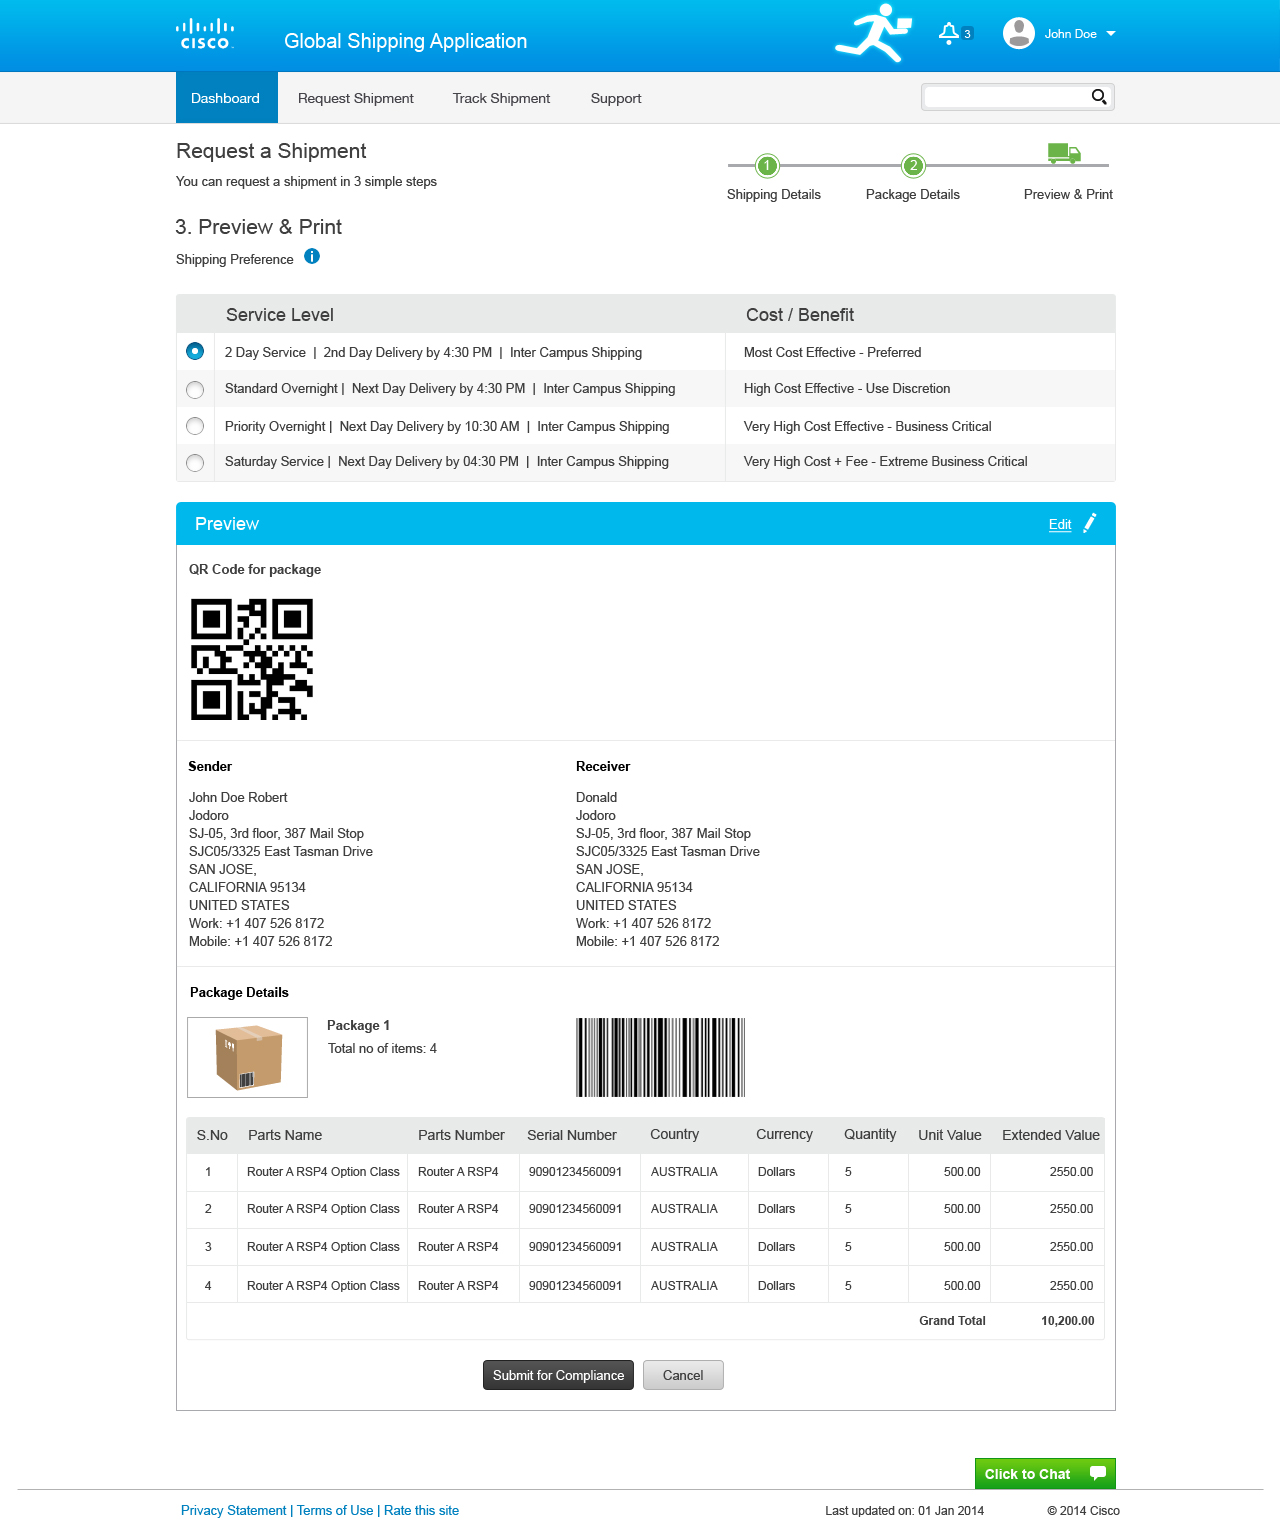 CISCO
Global Shipping Application
3
John Doe
Dashboard
Request Shipment
Track Shipment
Support
Request a Shipment
You can request a shipment in 3 simple steps
1
2
Shipping Details
Package Details
Preview & Print
3. Preview & Print
Shipping Preference
i
Service Level
Cost / Benefit
2 Day Service | 2nd Day Delivery by 4:30 PM | Inter Campus Shipping
Most Cost Effective - Preferred
Standard Overnight | Next Day Delivery by 4:30 PM | Inter Campus Shipping
High Cost Effective - Use Discretion
Priority Overnight | Next Day Delivery by 10:30 AM | Inter Campus Shipping
Very High Cost Effective - Business Critical
Saturday Service | Next Day Delivery by 04:30 PM | Inter Campus Shipping
Very High Cost + Fee - Extreme Business Critical
Preview
Edit
QR Code for package
Sender
John Doe Robert
Jodoro
SJ-05, 3rd floor, 387 Mail Stop
SJC05/3325 East Tasman Drive
SAN JOSE,
CALIFORNIA 95134
UNITED STATES
Work: +1 407 526 8172
Mobile: +1 407 526 8172
Receiver
Donald
Jodoro
SJ-05, 3rd floor, 387 Mail Stop
SJC05/3325 East Tasman Drive
SAN JOSE,
CALIFORNIA 95134
UNITED STATES
Work: +1 407 526 8172
Mobile: +1 407 526 8172
Package Details
Package 1
Total no of items: 4
S.No Parts Name Parts Number Serial Number Country Currency Quantity Unit Value Extended Value
1 Router A RSP4 Option Class Router A RSP4 90901234560091 AUSTRALIA Dollars 5 500.00 2550.00
2 Router A RSP4 Option Class Router A RSP4 90901234560091 AUSTRALIA Dollars 5 500.00 2550.00
3 Router A RSP4 Option Class Router A RSP4 90901234560091 AUSTRALIA Dollars 5 500.00 2550.00
4 Router A RSP4 Option Class Router A RSP4 90901234560091 AUSTRALIA Dollars 5 500.00 2550.00
Grand Total 10,200.00
Submit for Compliance
Cancel
Click to Chat
Privacy Statement | Terms of Use | Rate this site
Last updated on: 01 Jan 2014
© 2014 Cisco